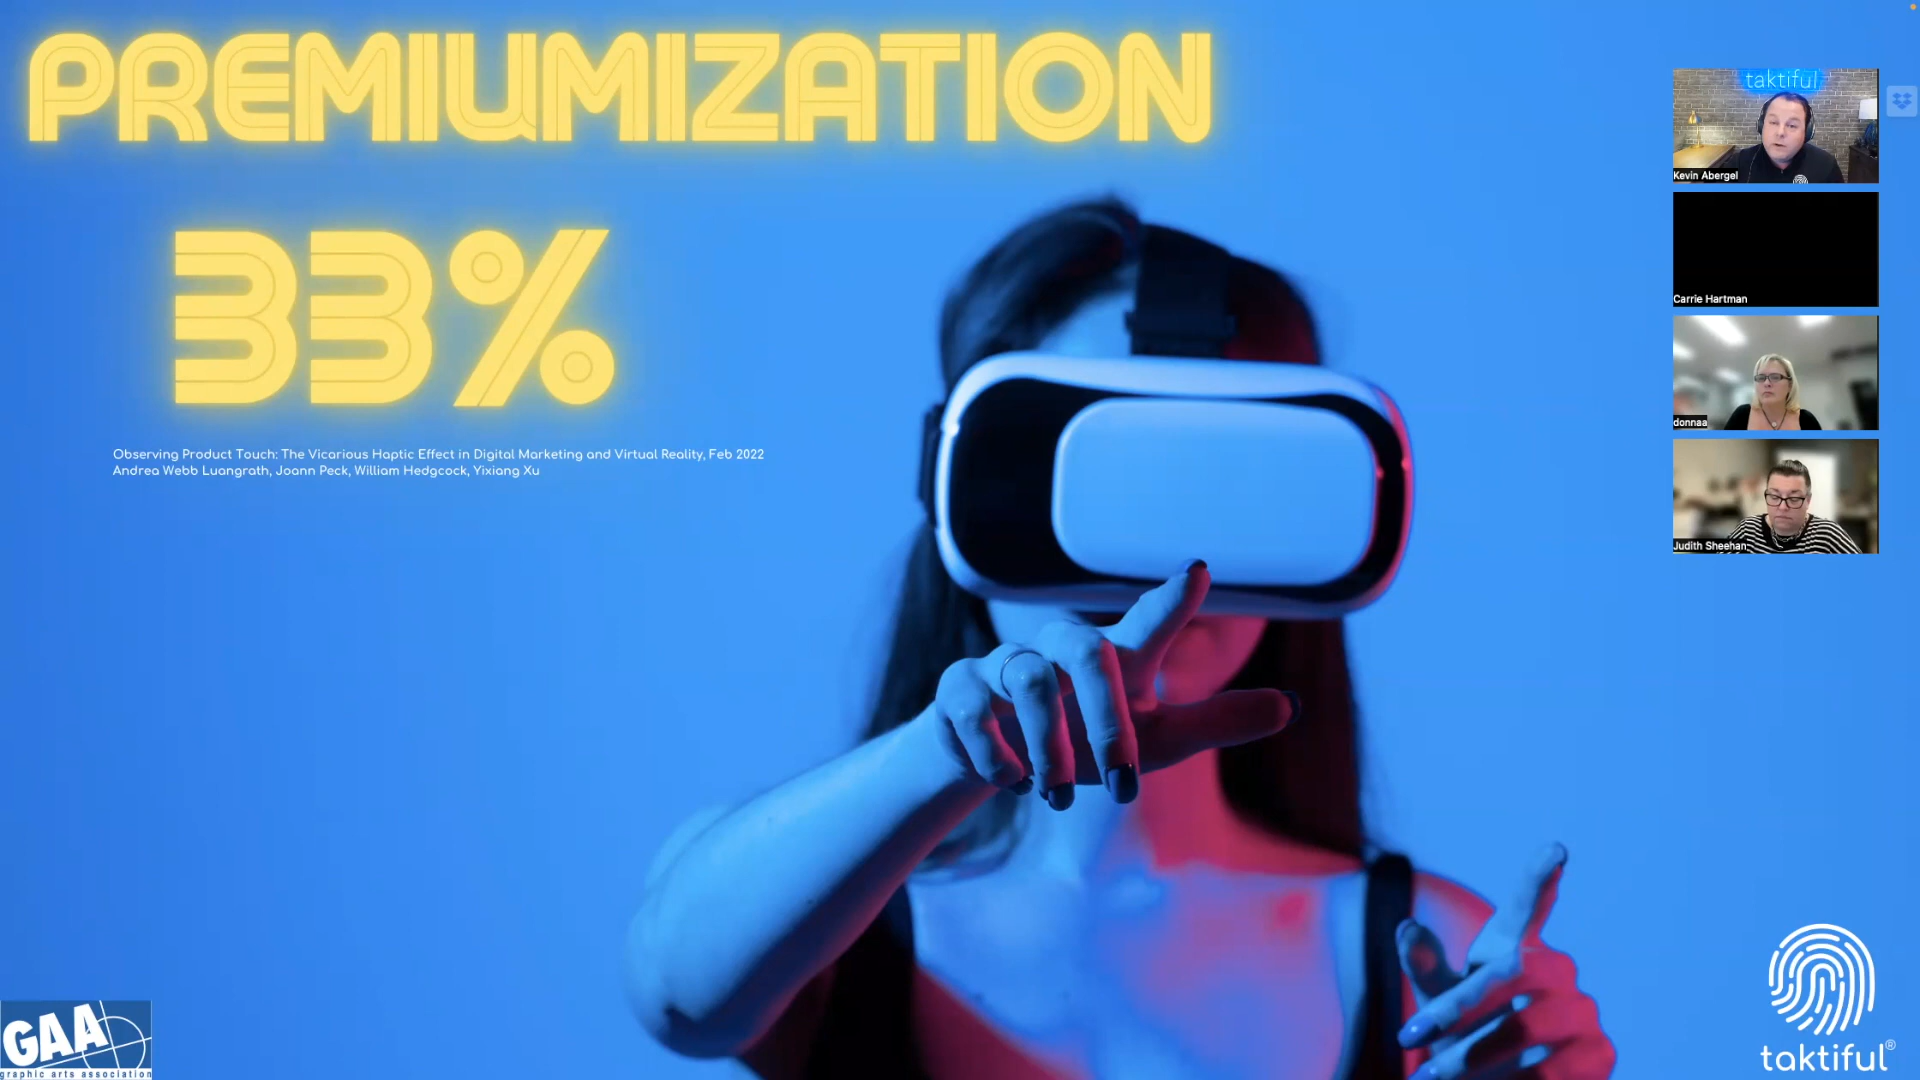 PREMIUMIZATION
33%
Observing Product Touch: The Vicarious Haptic Effect in Digital Marketing and Virtual Reality, Feb 2022
Andrea Webb Luangrath, Joann Peck, William Hedgcock, Yixiang Xu
taktiful
Kevin Abergel
Carrie Hartman
donnaa
Judith Sheehan
GAA
graphic arts association
taktiful®